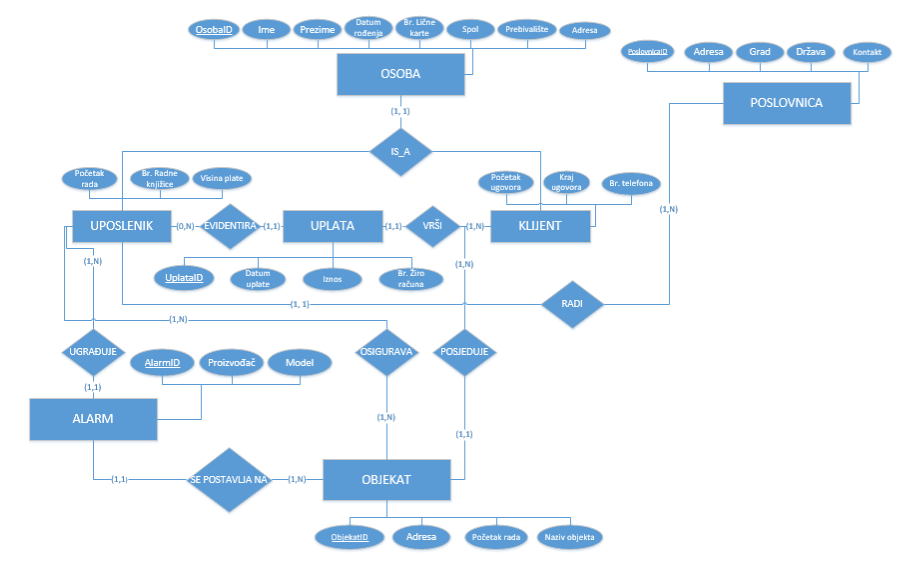 OsobaID
Ime
Prezime
Datum
rođenja
Br. Lične
karte
Spol
Prebivalište
Adresa
OSOBA
PoslovnicaID
Adresa
Grad
Država
Kontakt
POSLOVNICA
(1, 1)
IS_A
Početak
rada
Br. Radne
knjižice
Visina plate
Početak
ugovora
Kraj
ugovora
Br. telefona
UPOSLENIK
(0,N)
EVIDENTIRA
(1,1)
UPLATA
(1,1)
VRŠI
(1,N)
KLIJENT
(1,N)
UplataID
Datum
uplate
Iznos
Br. Žiro
računa
(1,N)
(1,N)
(1, 1)
RADI
(1,N)
UGRAĐUJE
AlarmID
Proizvođač
Model
OSIGURAVA
POSJEDUJE
(1,1)
ALARM
(1,N)
(1,1)
(1,1)
SE POSTAVLJA NA
(1,N)
OBJEKAT
ObjekatID
Adresa
Početak rada
Naziv objekta